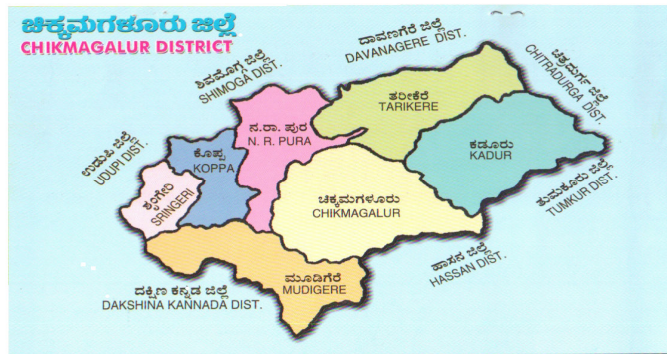 ಚಿಕ್ಕಮಗಳೂರು ಜಿಲ್ಲೆ
CHIKMAGALUR DISTRICT
ದಾವಣಗೆರೆ ಜಿಲ್ಲೆ
DAVANAGERE DIST.
ಶಿವಮೊಗ್ಗ ಜಿಲ್ಲೆ
SHIMOGA DIST.
ಚಿತ್ರದುರ್ಗ ಜಿಲ್ಲೆ
CHITRADURGA DIST.
ತರೀಕೆರೆ
TARIKERE
ನ.ರಾ. ಪುರ
N. R. PURA
ಕಡೂರು
KADUR
ಉಡುಪಿ ಜಿಲ್ಲೆ
UDUPI DIST.
ಕೊಪ್ಪ
KOPPA
ಶೃಂಗೇರಿ
SRINGERI
ಚಿಕ್ಕಮಗಳೂರು
CHIKMAGALUR
ತುಮಕೂರು ಜಿಲ್ಲೆ
TUMKUR DIST.
ಹಾಸನ ಜಿಲ್ಲೆ
HASSAN DIST.
ಮೂಡಿಗೆರೆ
MUDIGERE
ದಕ್ಷಿಣ ಕನ್ನಡ ಜಿಲ್ಲೆ
DAKSHINA KANNADA DIST.